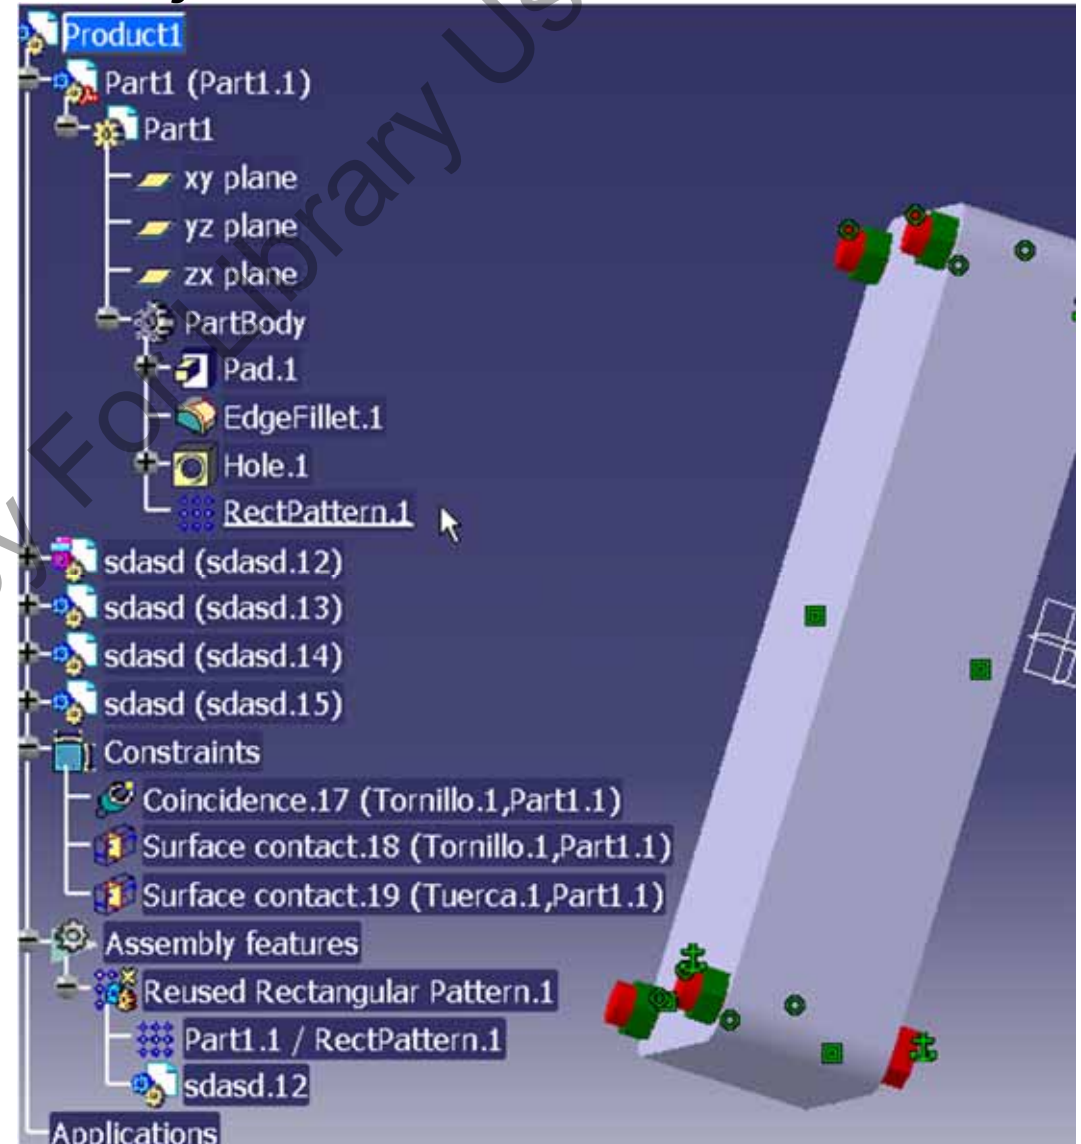 Product1
Part1 (Part1.1)
Part1
xy plane
yz plane
zx plane
PartBody
Pad.1
EdgeFillet.1
Hole.1
RectPattern.1
sdasd (sdasd.12)
sdasd (sdasd.13)
sdasd (sdasd.14)
sdasd (sdasd.15)
Constraints
Coincidence.17 (Tornillo.1,Part1.1)
Surface contact.18 (Tornillo.1,Part1.1)
Surface contact.19 (Tuerca.1,Part1.1)
Assembly features
Reused Rectangular Pattern.1
Part1.1 / RectPattern.1
sdasd.12
Applications
For Library